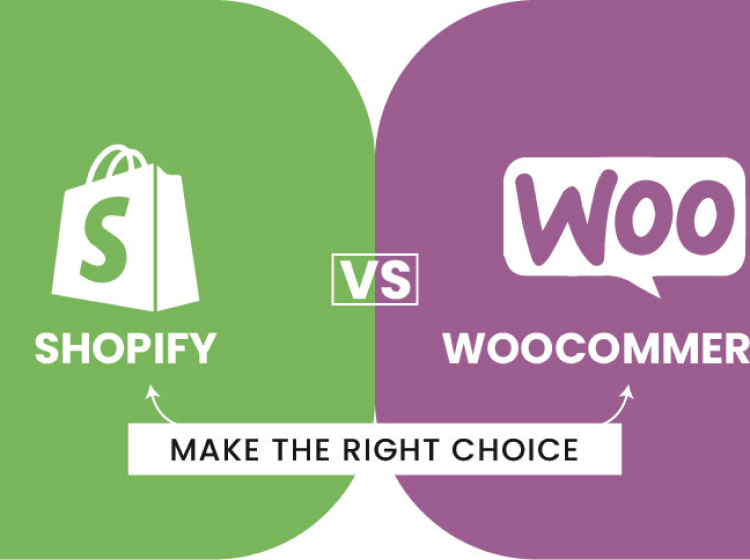 S
WOO
VS
SHOPIFY
WOOCOMMER
MAKE THE RIGHT CHOICE